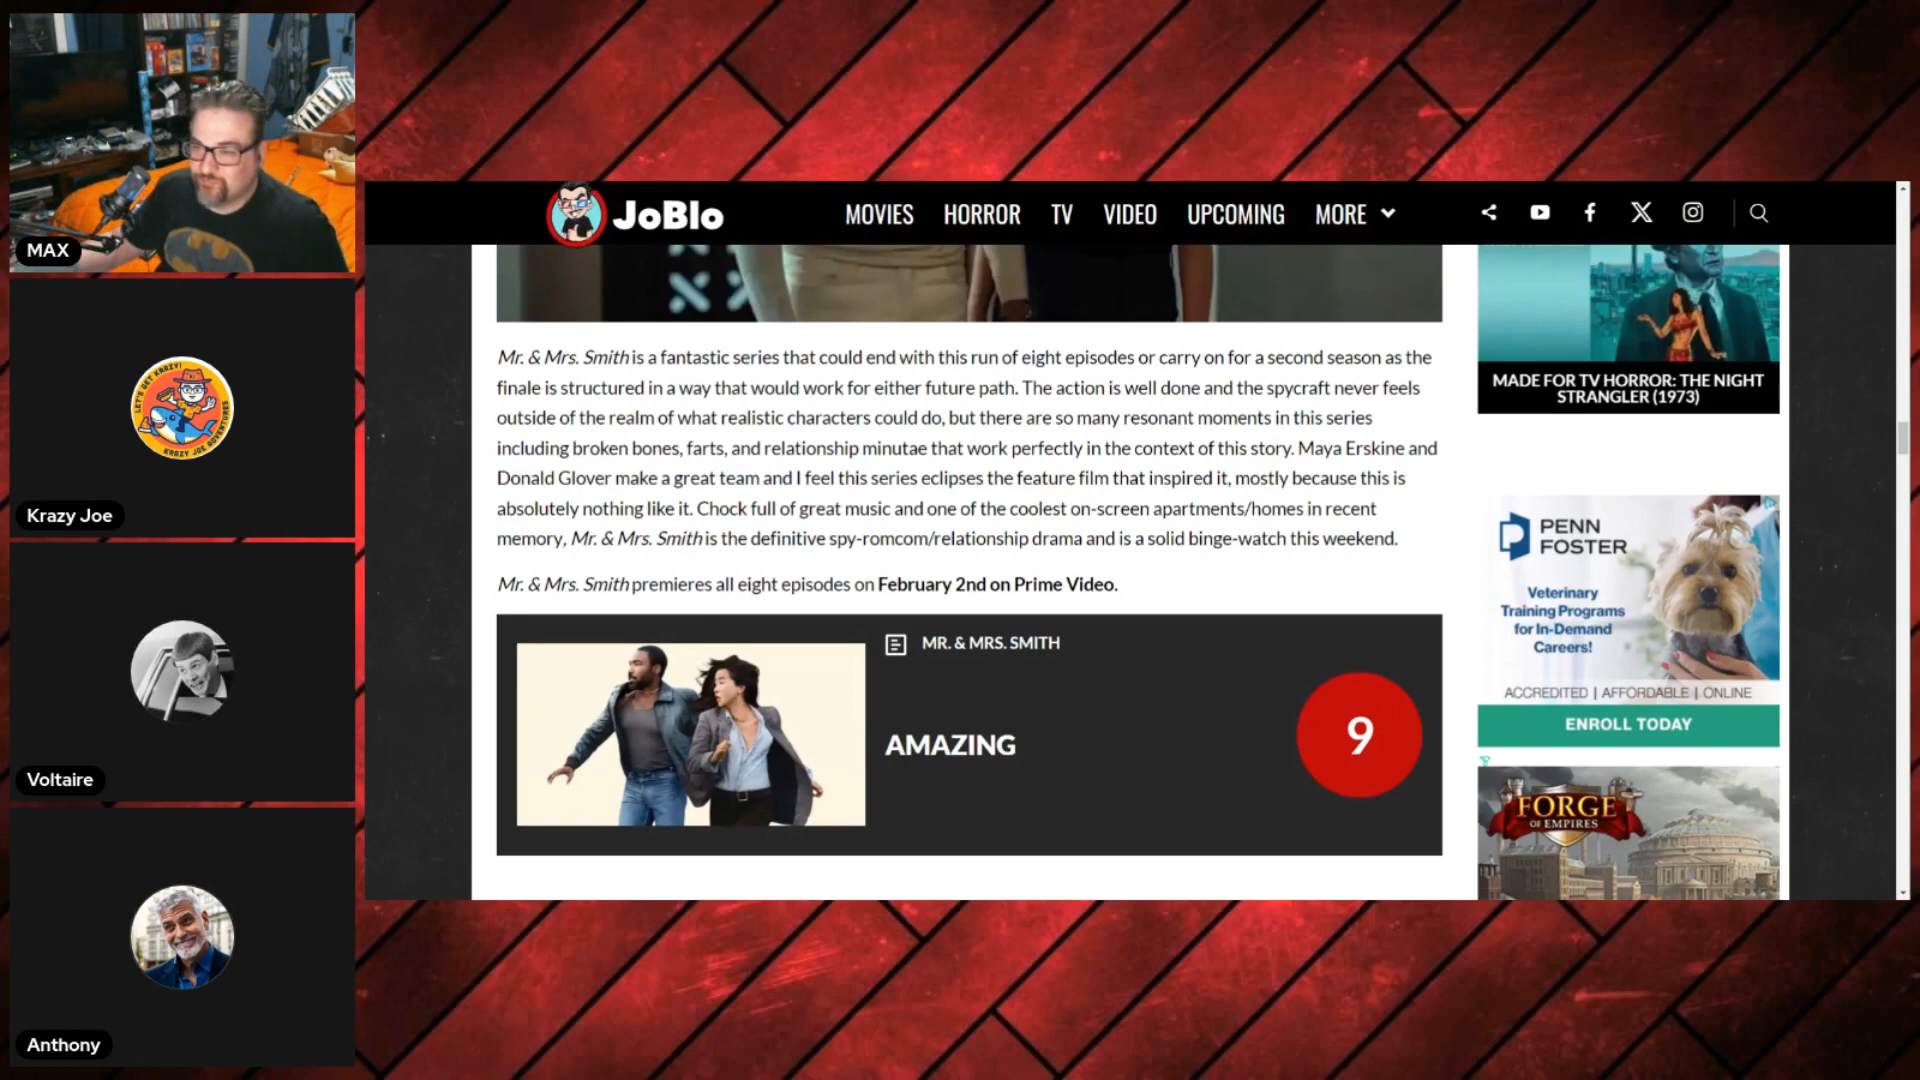 MAX
LET'S GET KRAZY!
KRAZY JOE ADVENTURES
Krazy Joe
Voltaire
Anthony
JoBlo
MOVIES HORROR TV VIDEO UPCOMING MORE
Mr. & Mrs. Smith is a fantastic series that could end with this run of eight episodes or carry on for a second season as the
finale is structured in a way that would work for either future path. The action is well done and the spycraft never feels
outside of the realm of what realistic characters could do, but there are so many resonant moments in this series
including broken bones, farts, and relationship minutae that work perfectly in the context of this story. Maya Erskine and
Donald Glover make a great team and I feel this series eclipses the feature film that inspired it, mostly because this is
absolutely nothing like it. Chock full of great music and one of the coolest on-screen apartments/homes in recent
memory, Mr. & Mrs. Smith is the definitive spy-romcom/relationship drama and is a solid binge-watch this weekend.
Mr. & Mrs. Smith premieres all eight episodes on February 2nd on Prime Video.
MR. & MRS. SMITH
AMAZING
9
MADE FOR TV HORROR: THE NIGHT
STRANGLER (1973)
PENN
FOSTER
Veterinary
Training Programs
for In-Demand
Careers!
ACCREDITED | AFFORDABLE | ONLINE
ENROLL TODAY
FORGE
OF EMPIRES